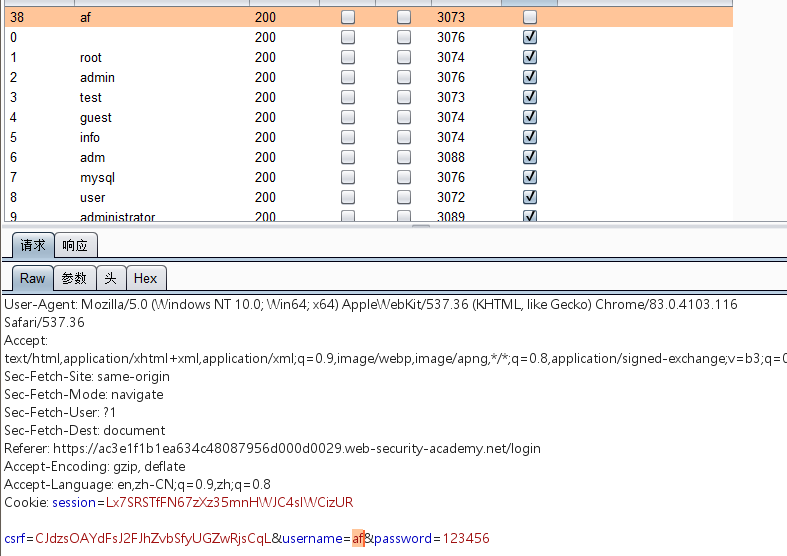 38 af 200 3073
0 200 3076
1 root 200 3074
2 admin 200 3076
3 test 200 3073
4 guest 200 3074
5 info 200 3074
6 adm 200 3088
7 mysql 200 3076
8 user 200 3072
9 administrator 200 3089
请求 响应
Raw 参数 头 Hex
User-Agent: Mozilla/5.0 (Windows NT 10.0; Win64; x64) AppleWebKit/537.36 (KHTML, like Gecko) Chrome/83.0.4103.116
Safari/537.36
Accept:
text/html,application/xhtml+xml,application/xml;q=0.9,image/webp,image/apng,*/*;q=0.8,application/signed-exchange;v=b3;q=0
Sec-Fetch-Site: same-origin
Sec-Fetch-Mode: navigate
Sec-Fetch-User: ?1
Sec-Fetch-Dest: document
Referer: https://ac3e1f1b1ea634c48087956d000d0029.web-security-academy.net/login
Accept-Encoding: gzip, deflate
Accept-Language: en,zh-CN;q=0.9,zh;q=0.8
Cookie: session=Lx7SRSTfFN67zXz35mnHWJC4slWCizUR
csrf=CJdzsOAYdFsJ2FJhZvbSfyUGZwRjsCqL&username=af&password=123456